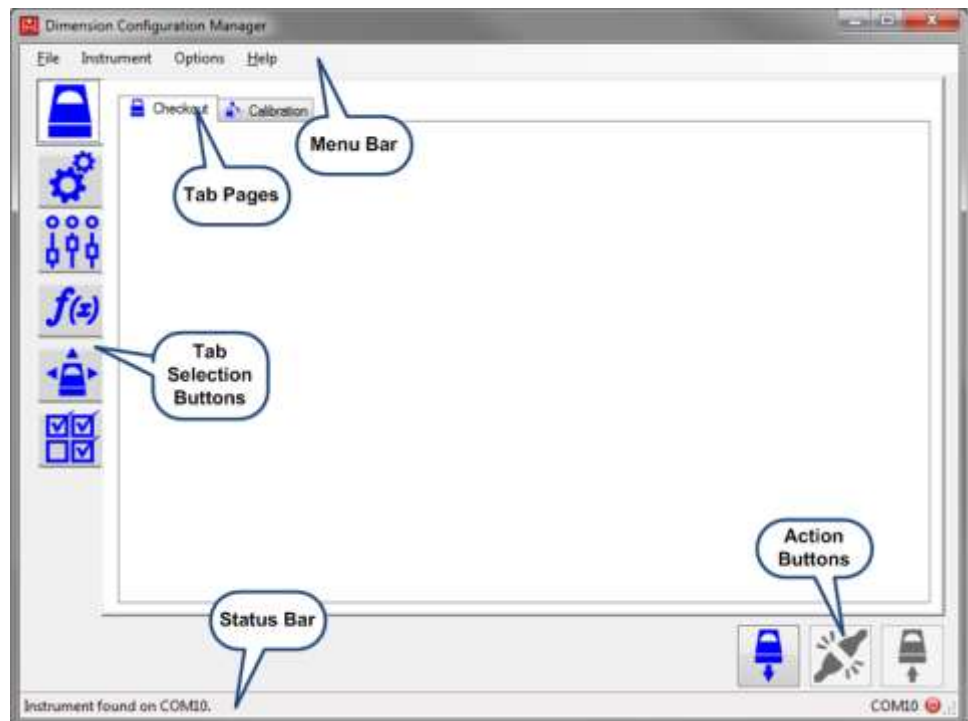 Dimension Configuration Manager
File Instrument Options Help
Checkout Calibration
Menu Bar
Tab Pages
f(x)
Tab
Selection
Buttons
Action
Buttons
Status Bar
Instrument found on COM10.
COM10